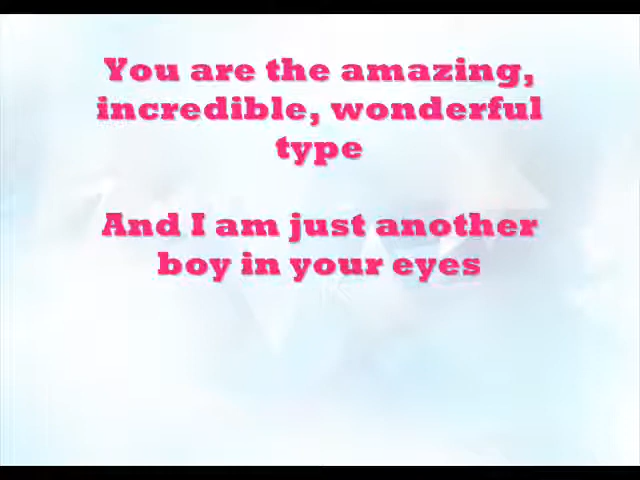 You are the amazing,
incredible, wonderful
type
And I am just another
boy in your eyes